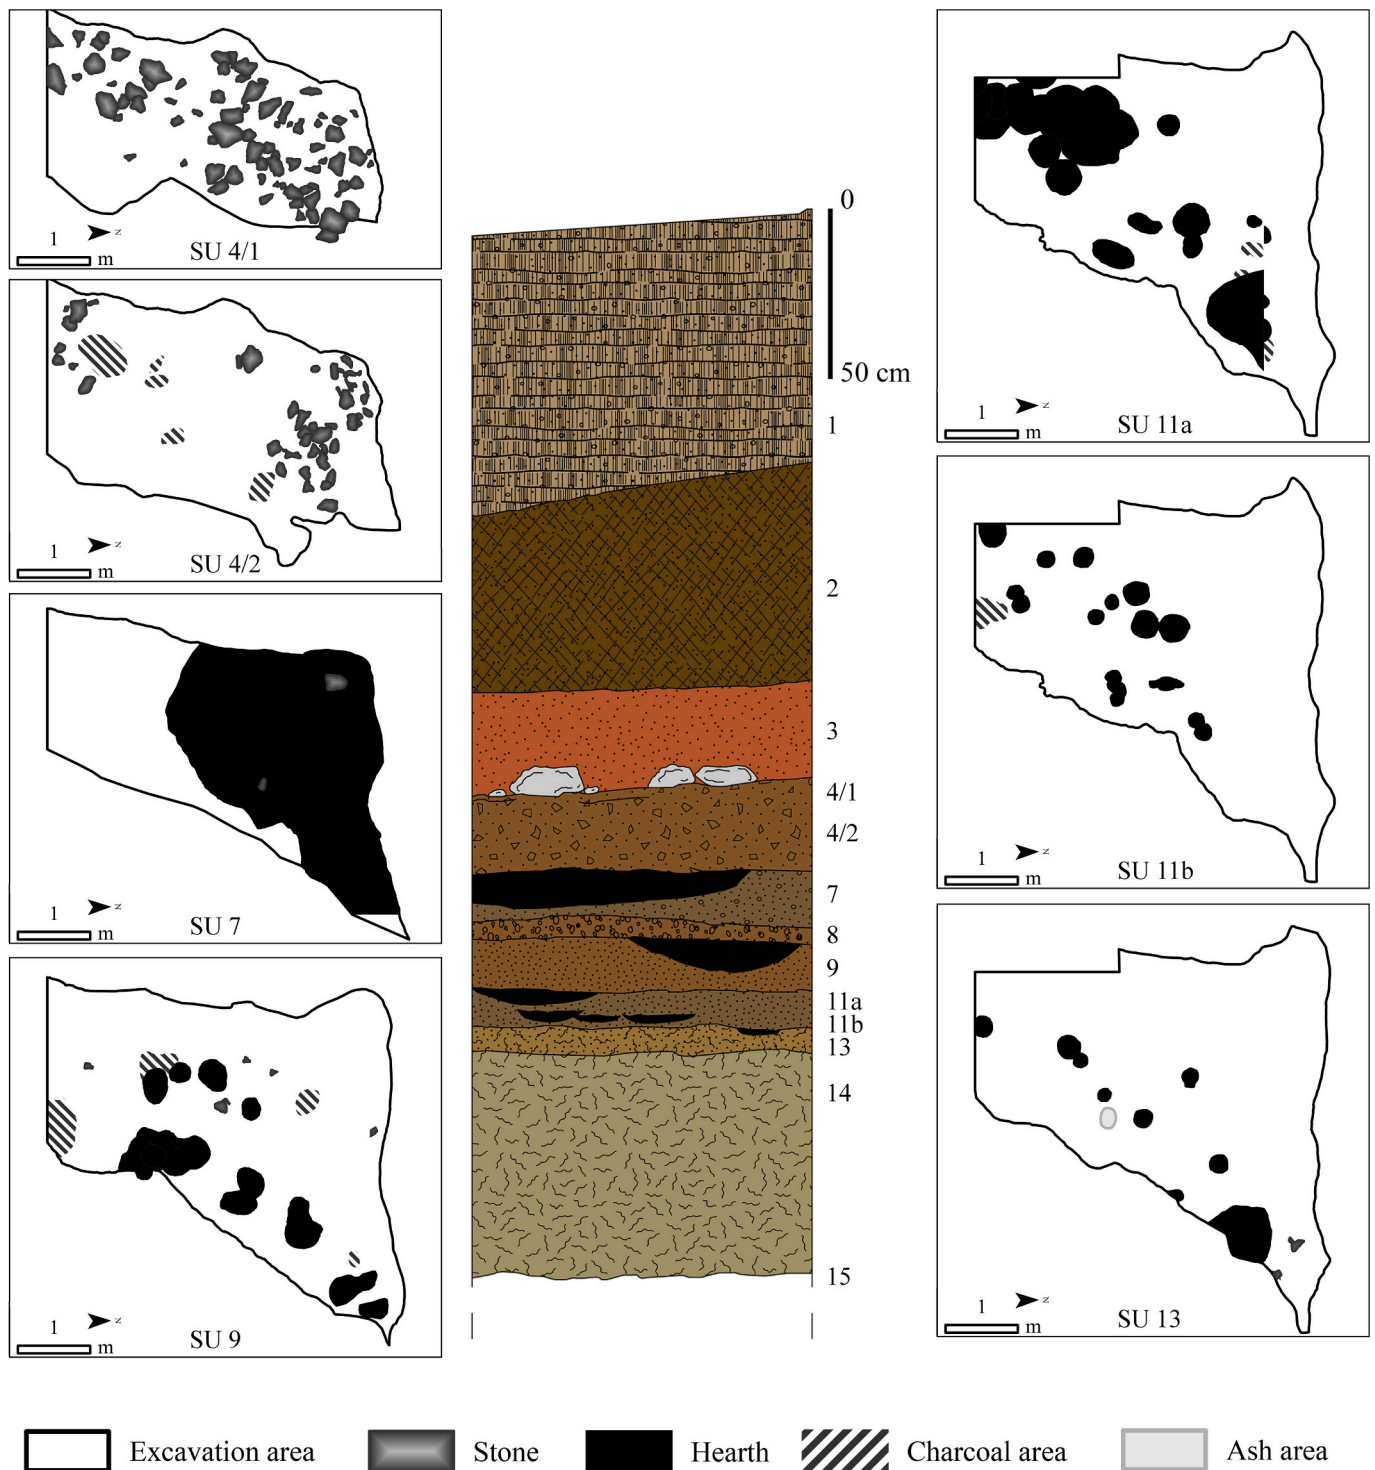 1 m
N
SU 4/1
1 m
N
SU 4/2
1 m
N
SU 7
1 m
N
SU 9
0
50 cm
1
2
3
4/1
4/2
7
8
9
11a
11b
13
14
15
1 m
N
SU 11a
1 m
N
SU 11b
1 m
N
SU 13
Excavation area Stone Hearth Charcoal area Ash area